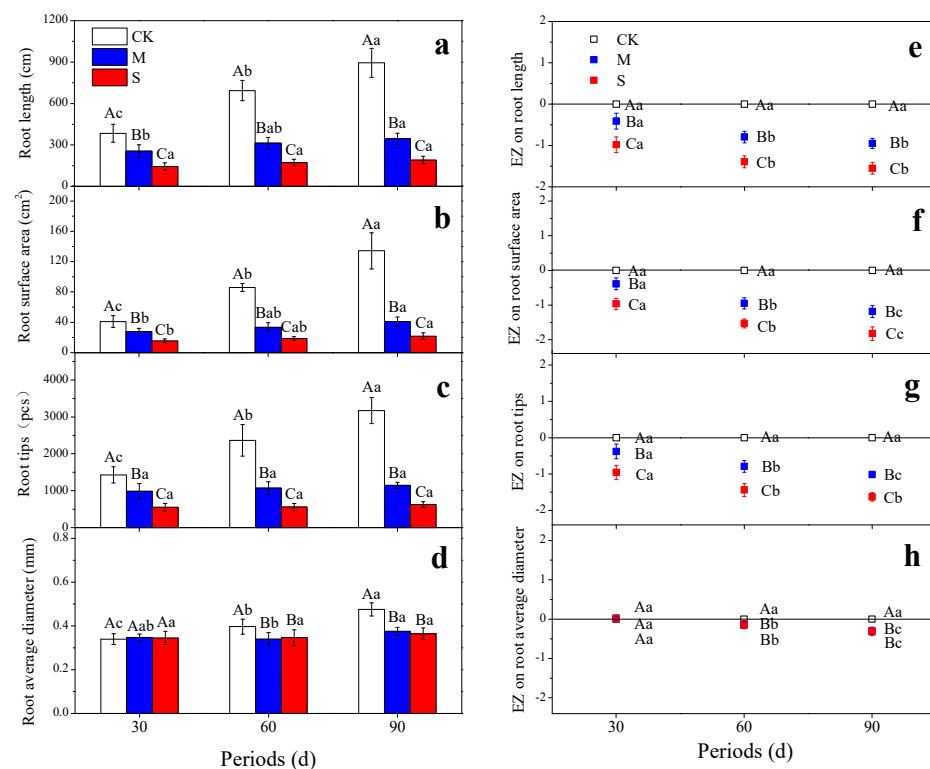 a
Root length (cm)
1200
900
600
300
0
CK
M
S
Ac
Bb
Ca
Ab
Bab
Ca
Aa
Ba
Ca
b
Root surface area (cm²)
200
160
120
80
40
0
Ac
Bb
Cb
Ab
Bab
Cab
Aa
Ba
Ca
c
Root tips (pcs)
4000
3000
2000
1000
0
Ac
Ba
Ca
Ab
Ba
Ca
Aa
Ba
Ca
d
Root average diameter (mm)
0.8
0.6
0.4
0.2
0.0
Ac
Aab
Aa
Ab
Bb
Ba
Aa
Ba
Ba
30
60
90
Periods (d)
e
EZ on root length
2
1
0
-1
-2
CK
M
S
Aa
Ba
Ca
Aa
Bb
Cb
Aa
Bb
Cb
f
EZ on root surface area
2
1
0
-1
-2
Aa
Ba
Ca
Aa
Bb
Cb
Aa
Bc
Cc
g
EZ on root tips
2
1
0
-1
-2
Aa
Ba
Ca
Aa
Bb
Cb
Aa
Bc
Cb
h
EZ on root average diameter
2
1
0
-1
-2
Aa
Aa
Aa
Aa
Bb
Bb
Aa
Bc
Bc
30
60
90
Periods (d)